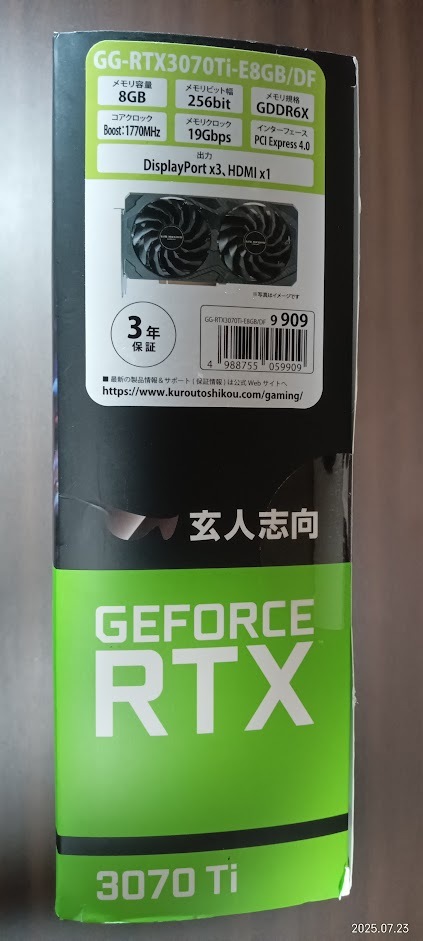 GG-RTX3070Ti-E8GB/DF
メモリ容量
8GB
メモリビット幅
256bit
メモリ規格
GDDR6X
コアクロック
Boost:1770MHz
メモリクロック
19Gbps
インターフェース
PCI Express 4.0
出力
DisplayPort x3、HDMI x1
※写真はイメージです
3年
保証
GG-RTX3070Ti-E8GB/DF 9 909
4 988755 059909
■ 最新の製品情報&サポート(保証情報)は公式Webサイトへ
https://www.kuroutoshikou.com/gaming/
玄人志向
GEFORCE
RTX™
3070 Ti
2025.07.23